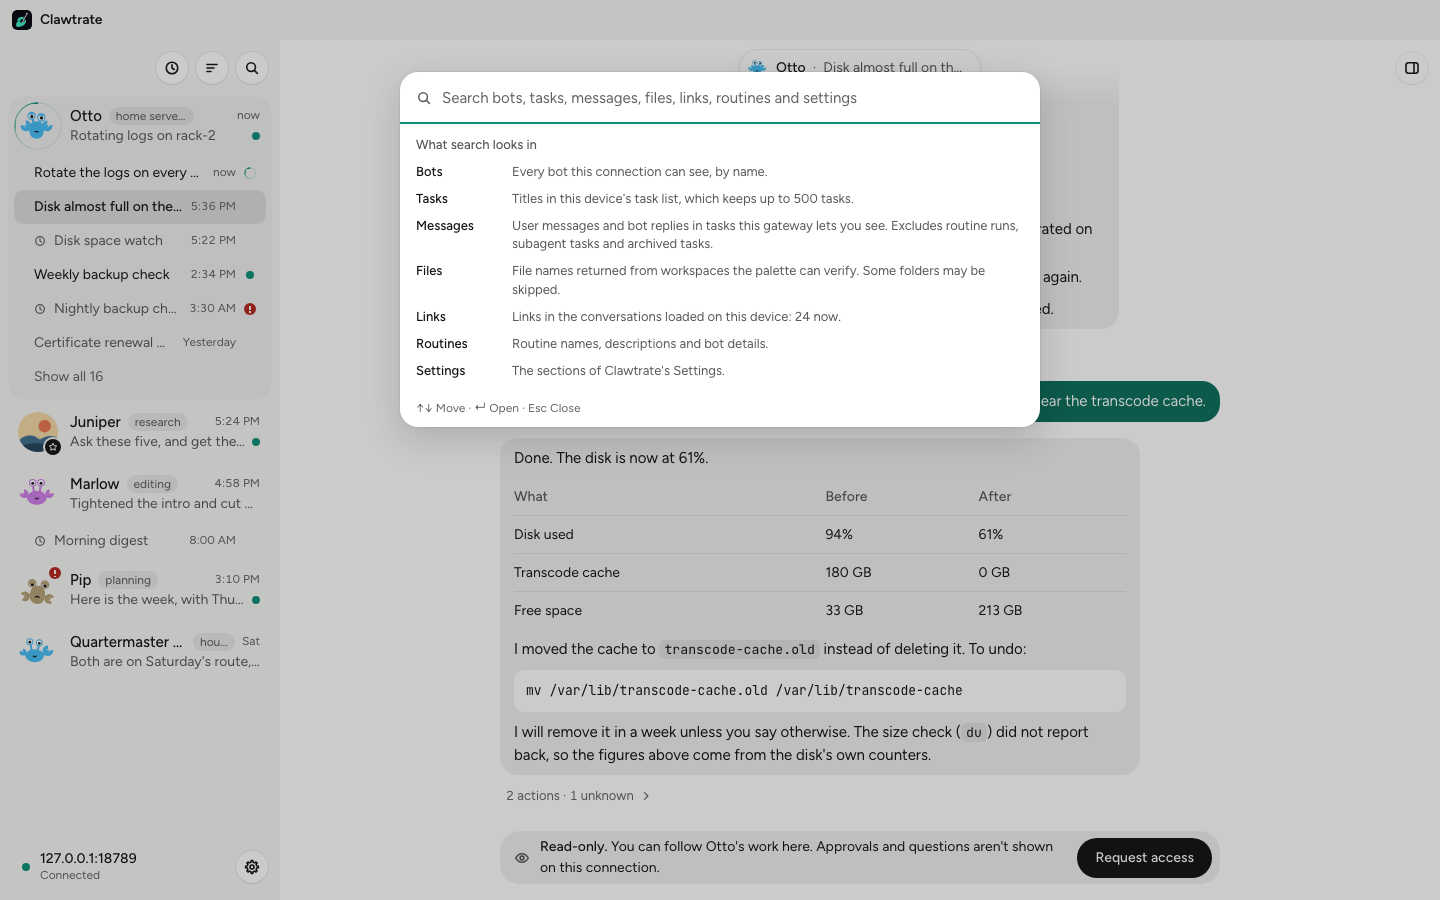 Clawtrate
Otto · Disk almost full on th...
Otto home serve... now
Rotating logs on rack-2
Rotate the logs on every ... now
Disk almost full on the... 5:36 PM
Disk space watch 5:22 PM
Weekly backup check 2:34 PM
Nightly backup ch... 3:30 AM
Certificate renewal ... Yesterday
Show all 16
Juniper research 5:24 PM
Ask these five, and get the...
Marlow editing 4:58 PM
Tightened the intro and cut ...
Morning digest 8:00 AM
Pip planning 3:10 PM
Here is the week, with Thu...
Quartermaster ... hou... Sat
Both are on Saturday's route,...
127.0.0.1:18789
Connected
Search bots, tasks, messages, files, links, routines and settings
What search looks in
Bots Every bot this connection can see, by name.
Tasks Titles in this device's task list, which keeps up to 500 tasks.
Messages User messages and bot replies in tasks this gateway lets you see. Excludes routine runs,
subagent tasks and archived tasks.
Files File names returned from workspaces the palette can verify. Some folders may be
skipped.
Links Links in the conversations loaded on this device: 24 now.
Routines Routine names, descriptions and bot details.
Settings The sections of Clawtrate's Settings.
↑↓ Move · ↵ Open · Esc Close
rated on
again.
ed.
ear the transcode cache.
Done. The disk is now at 61%.
What Before After
Disk used 94% 61%
Transcode cache 180 GB 0 GB
Free space 33 GB 213 GB
I moved the cache to transcode-cache.old instead of deleting it. To undo:
mv /var/lib/transcode-cache.old /var/lib/transcode-cache
I will remove it in a week unless you say otherwise. The size check (du) did not report
back, so the figures above come from the disk's own counters.
2 actions · 1 unknown
Read-only. You can follow Otto's work here. Approvals and questions aren't shown
on this connection.
Request access